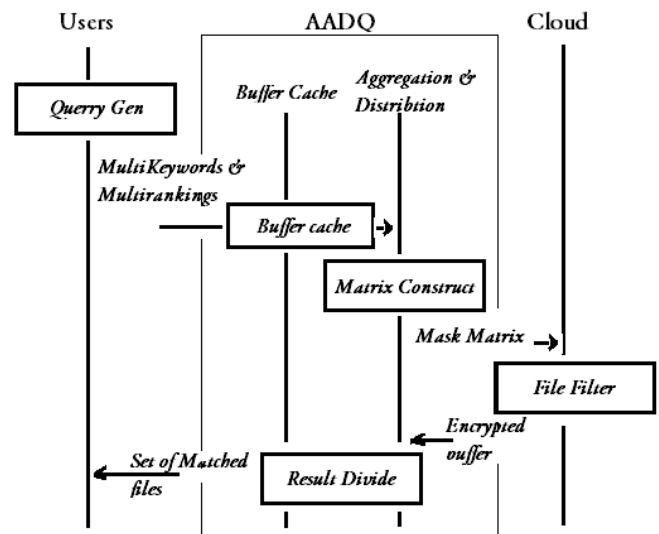 Users
AADQ
Cloud
Querry Gen
Buffer Cache
Aggregation &
Distribtion
MultiKeywords &
Multirankings
Buffer cache
Matrix Construct
Mask Matrix
File Filter
Encrypted
ouffer
Set of Matched
files
Result Divide